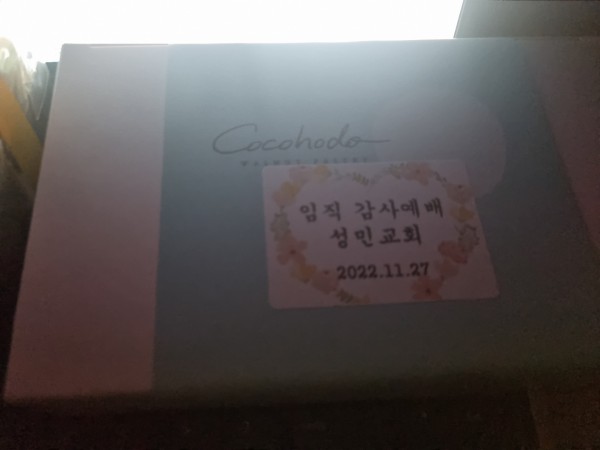 Cocohodo
임직 감사예배
성민교회
2022.11.27